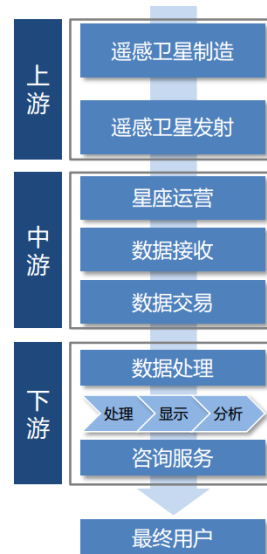 上游
遥感卫星制造
遥感卫星发射
中游
星座运营
数据接收
数据交易
下游
数据处理
处理 显示 分析
咨询服务
最终用户